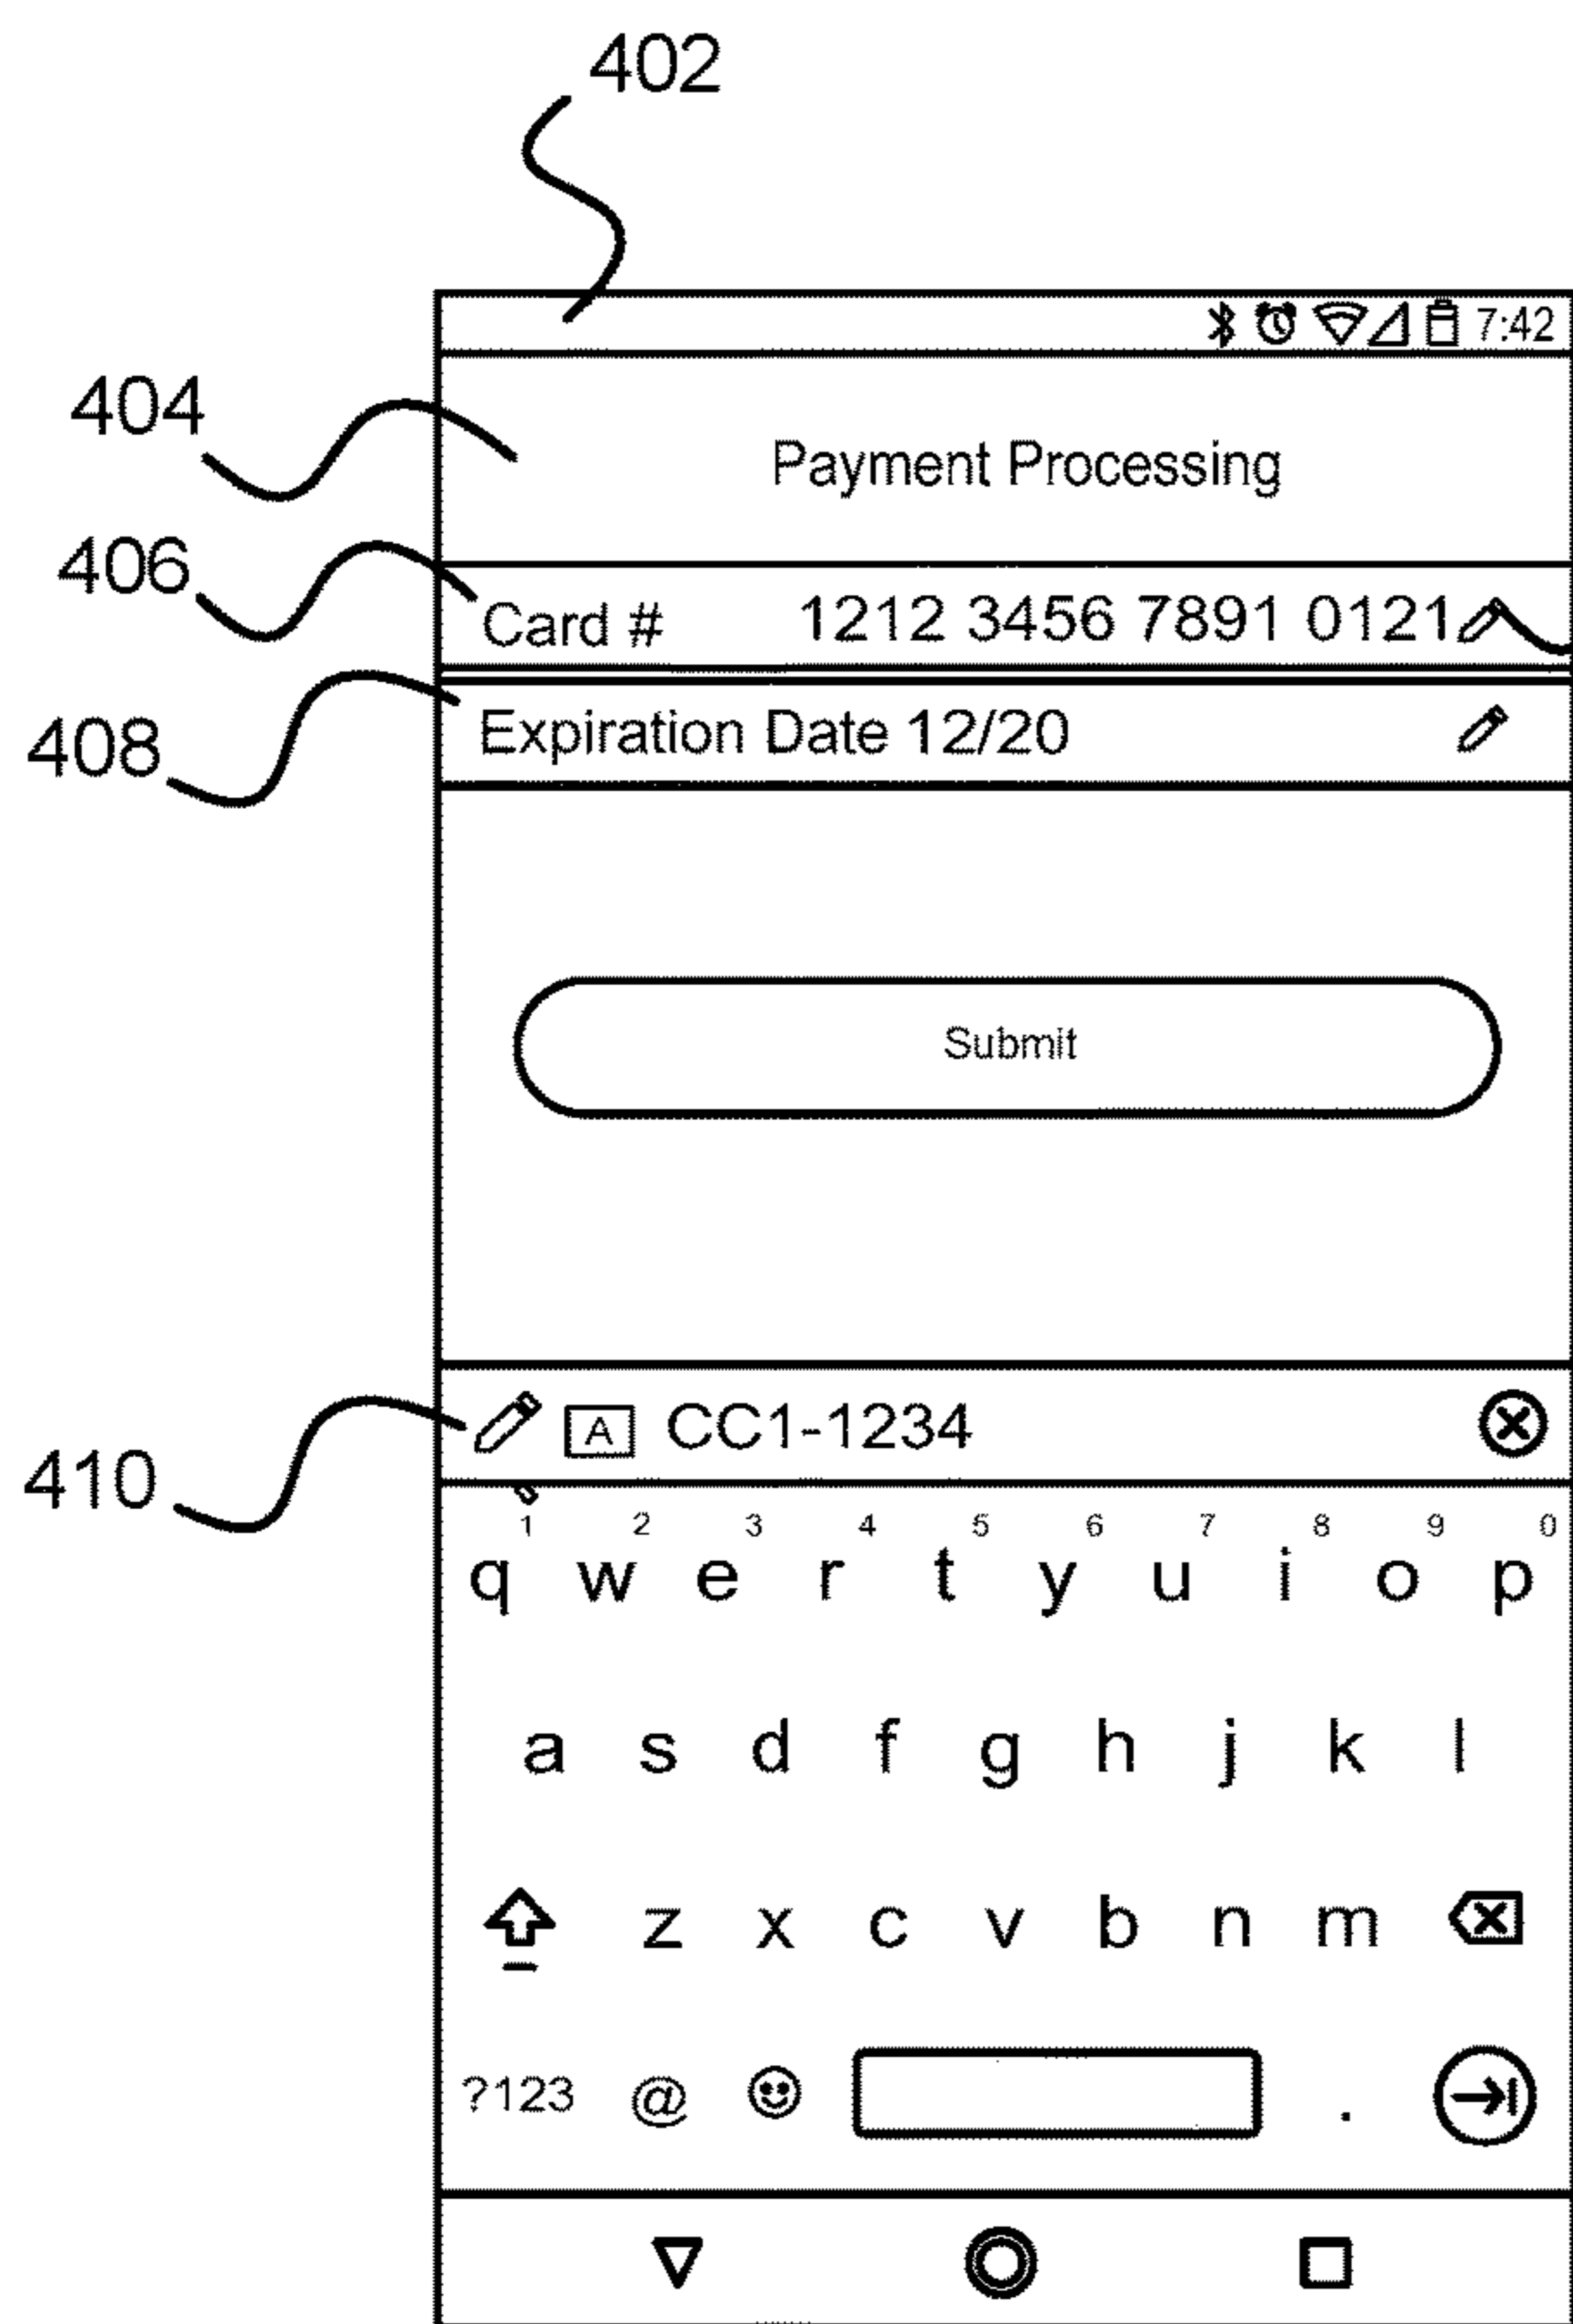 402
7:42
404
Payment Processing
406
Card # 1212 3456 7891 0121
408
Expiration Date 12/20
Submit
410
A CC1-1234
1 2 3 4 5 6 7 8 9 0
q w e r t y u i o p
a s d f g h j k l
z x c v b n m
?123 @ .